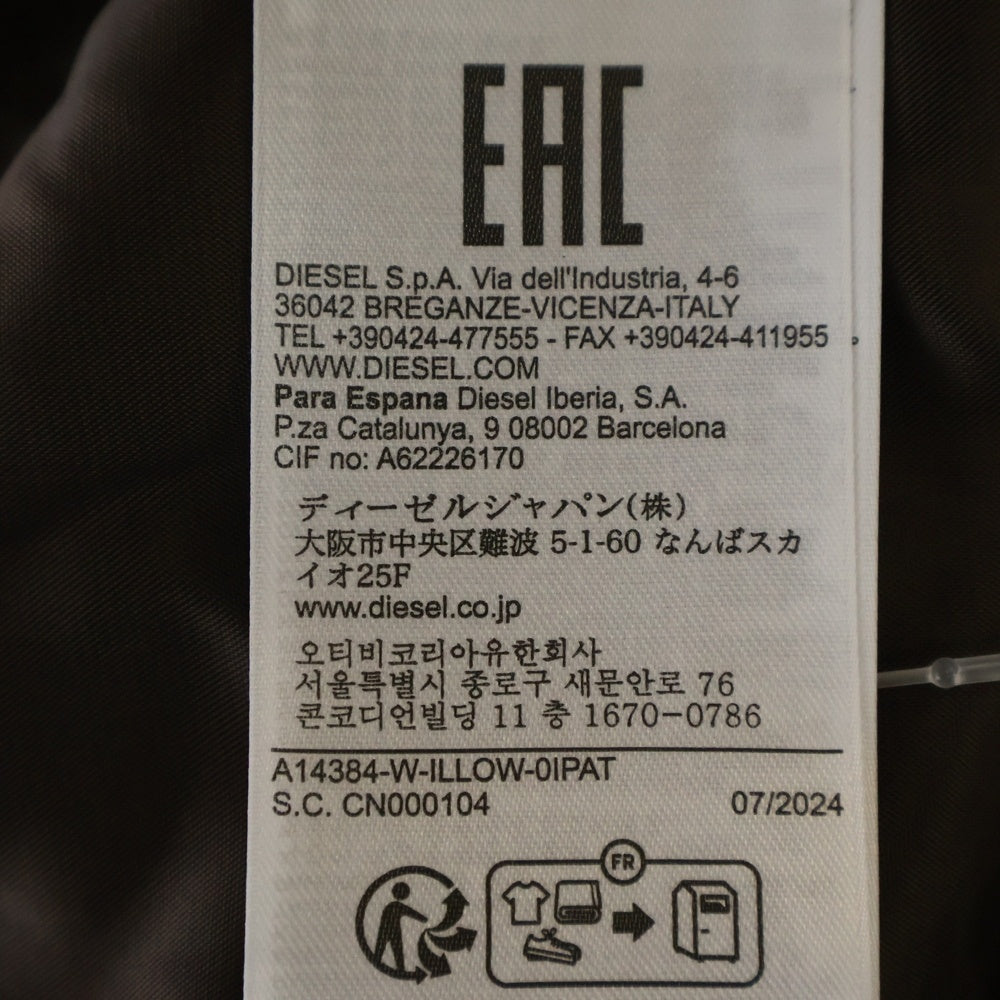 EAC
DIESEL S.p.A. Via dell'Industria, 4-6
36042 BREGANZE-VICENZA-ITALY
TEL +390424-477555 - FAX +390424-411955
WWW.DIESEL.COM
Para Espana Diesel Iberia, S.A.
P.za Catalunya, 9 08002 Barcelona
CIF no: A62226170
ディーゼルジャパン(株)
大阪市中央区難波 5-1-60 なんばスカ
イオ25F
www.diesel.co.jp
오티비코리아유한회사
서울특별시 종로구 새문안로 76
콘코디언빌딩 11 층 1670-0786
A14384-W-ILLOW-0IPAT
S.C. CN000104 07/2024
FR